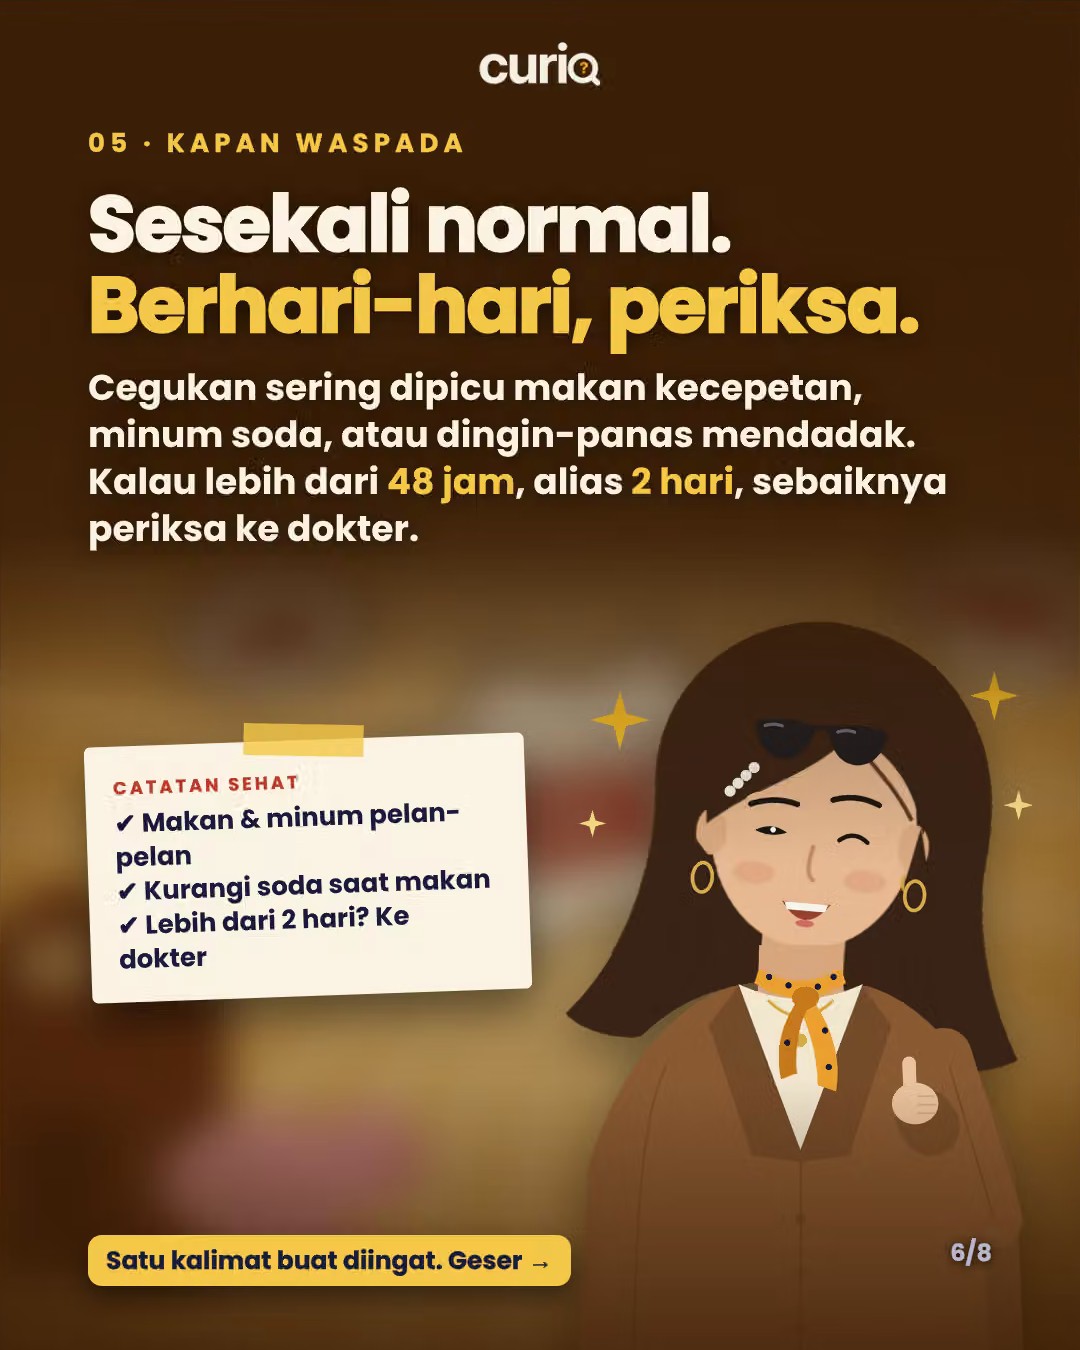 curio
05 · KAPAN WASPADA
Sesekali normal.
Berhari-hari, periksa.
Cegukan sering dipicu makan kecepetan,
minum soda, atau dingin-panas mendadak.
Kalau lebih dari 48 jam, alias 2 hari, sebaiknya
periksa ke dokter.
CATATAN SEHAT
✔ Makan & minum pelan-
pelan
✔ Kurangi soda saat makan
✔ Lebih dari 2 hari? Ke
dokter
Satu kalimat buat diingat. Geser →
6/8